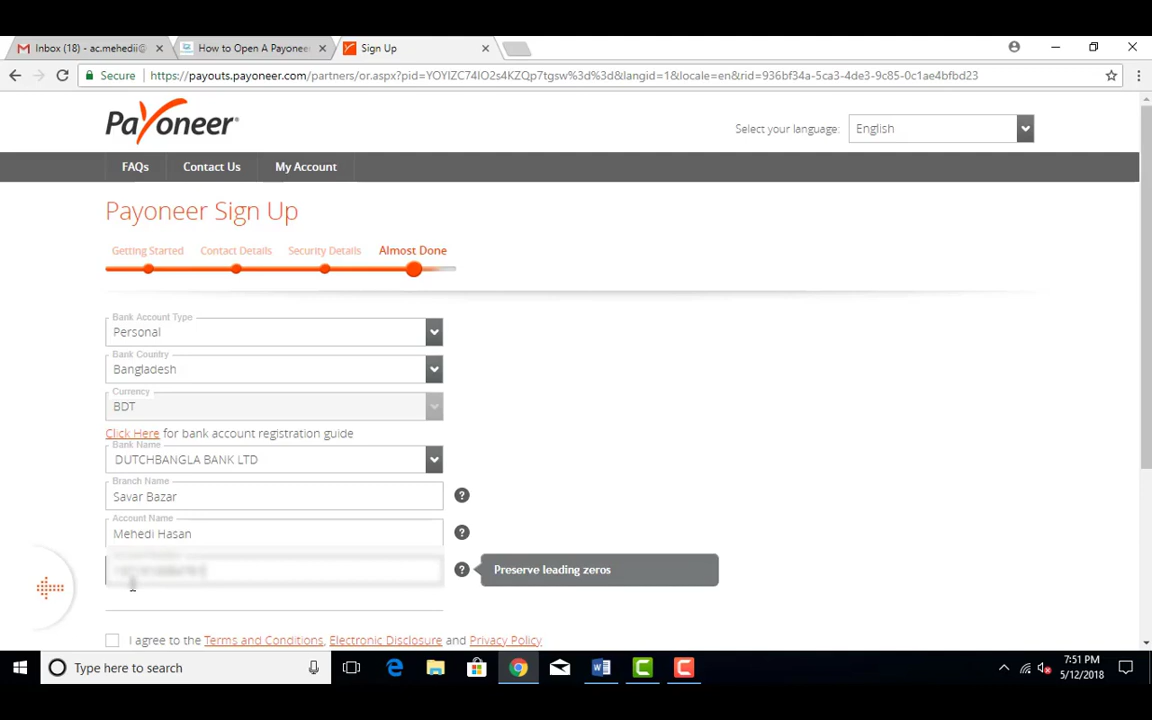 Inbox (18) - ac.mehedii@
How to Open A Payonee
Sign Up
Secure
https://payouts.payoneer.com/partners/or.aspx?pid=YOYIZC74IO2s4KZQp7tgsw%3d%3d&langid=1&locale=en&rid=936bf34a-5ca3-4de3-9c85-0c1ae4bfbd23
Payoneer
Select your language: English
FAQs Contact Us My Account
Payoneer Sign Up
Getting Started Contact Details Security Details Almost Done
Bank Account Type
Personal
Bank Country
Bangladesh
Currency
BDT
Click Here for bank account registration guide
Bank Name
DUTCHBANGLA BANK LTD
Branch Name
Savar Bazar
?
Account Name
Mehedi Hasan
?
? Preserve leading zeros
I agree to the Terms and Conditions, Electronic Disclosure and Privacy Policy
Type here to search
7:51 PM
5/12/2018